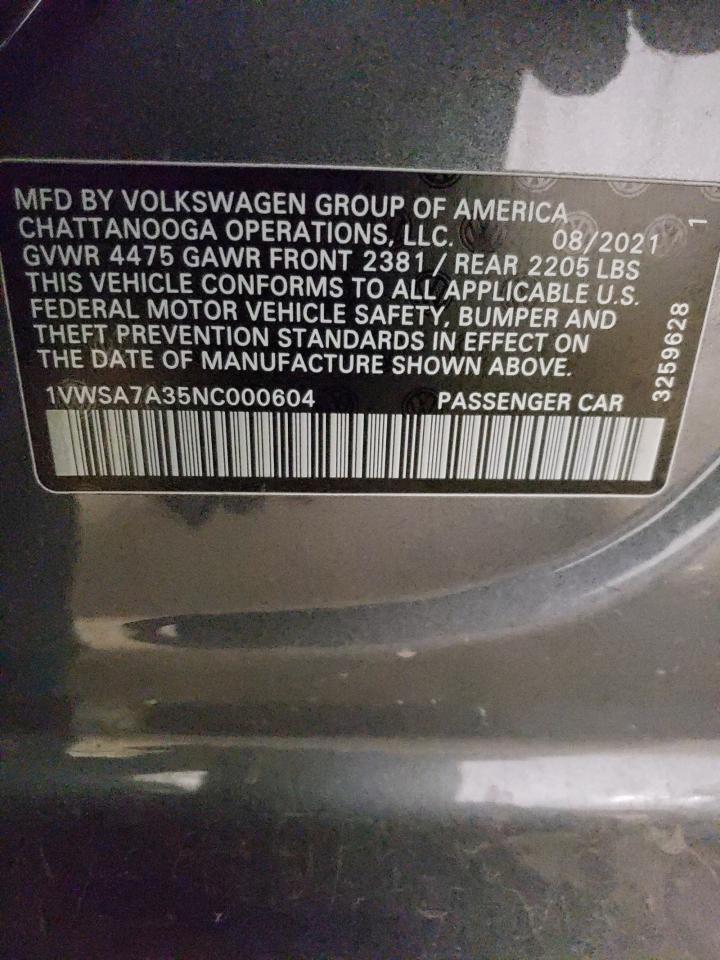 MFD BY VOLKSWAGEN GROUP OF AMERICA
CHATTANOOGA OPERATIONS, LLC. 08/2021
GVWR 4475 GAWR FRONT 2381 / REAR 2205 LBS
THIS VEHICLE CONFORMS TO ALL APPLICABLE U.S.
FEDERAL MOTOR VEHICLE SAFETY, BUMPER AND
THEFT PREVENTION STANDARDS IN EFFECT ON
THE DATE OF MANUFACTURE SHOWN ABOVE.
1VWSA7A35NC000604 PASSENGER CAR
3259628
1